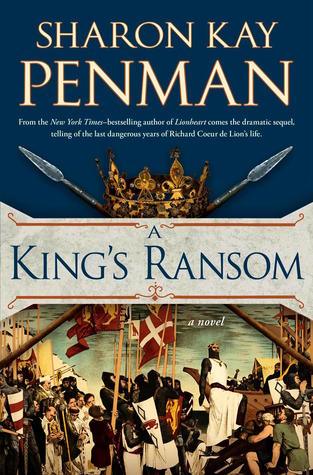 SHARON KAY
PENMAN
From the New York Times–bestselling author of Lionheart comes the dramatic sequel,
telling of the last dangerous years of Richard Coeur de Lion's life.
A
KING'S RANSOM
a novel